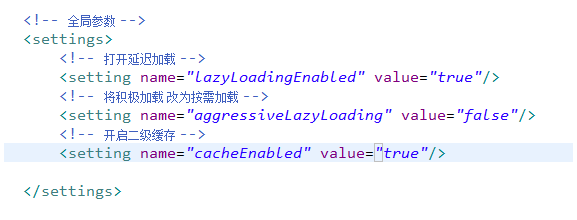 <!-- 全局参数 -->
<settings>
<!-- 打开延迟加载 -->
<setting name="lazyLoadingEnabled" value="true"/>
<!-- 将积极加载 改为按需加载 -->
<setting name="aggressiveLazyLoading" value="false"/>
<!-- 开启二级缓存 -->
<setting name="cacheEnabled" value="true"/>
</settings>